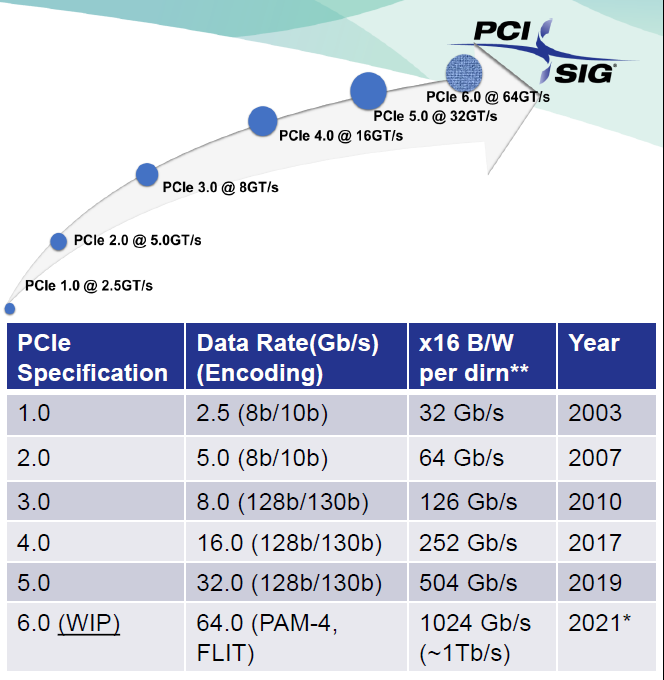 PCI
SIG®
PCIe 6.0 @ 64GT/s
PCIe 5.0 @ 32GT/s
PCIe 4.0 @ 16GT/s
PCIe 3.0 @ 8GT/s
PCIe 2.0 @ 5.0GT/s
PCIe 1.0 @ 2.5GT/s
PCIe Specification | Data Rate(Gb/s) (Encoding) | x16 B/W per dirn** | Year
1.0 | 2.5 (8b/10b) | 32 Gb/s | 2003
2.0 | 5.0 (8b/10b) | 64 Gb/s | 2007
3.0 | 8.0 (128b/130b) | 126 Gb/s | 2010
4.0 | 16.0 (128b/130b) | 252 Gb/s | 2017
5.0 | 32.0 (128b/130b) | 504 Gb/s | 2019
6.0 (WIP) | 64.0 (PAM-4, FLIT) | 1024 Gb/s (~1Tb/s) | 2021*